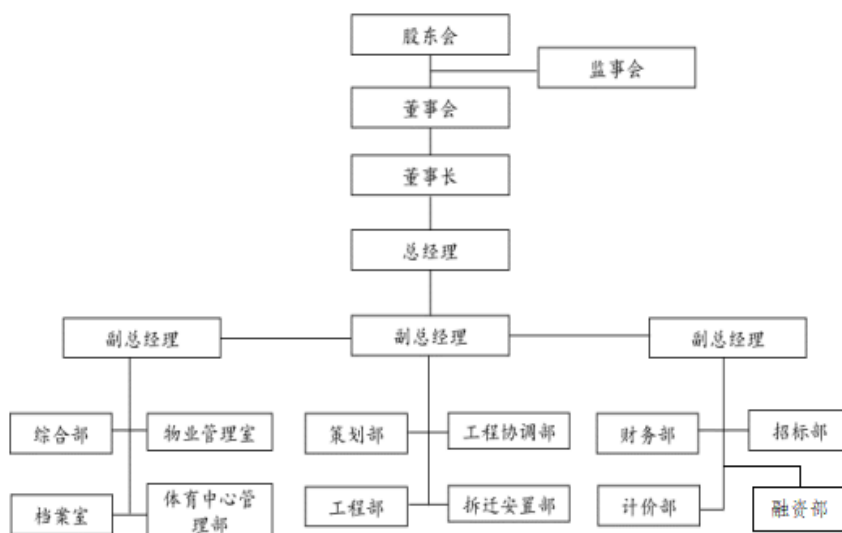 股东会
监事会
董事会
董事长
总经理
副总经理
副总经理
副总经理
综合部
物业管理室
策划部
工程协调部
财务部
招标部
档案室
体育中心管
理部
工程部
拆迁安置部
计价部
融资部